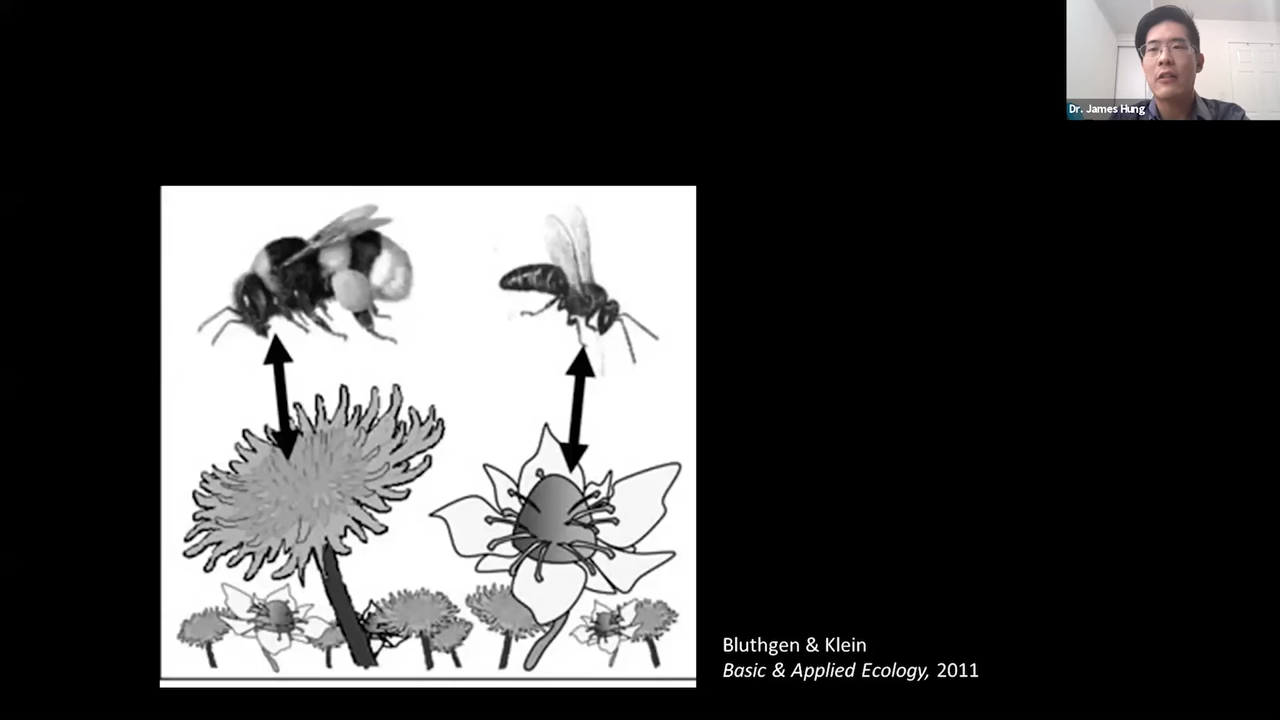 Dr. James Hung
Bluthgen & Klein
Basic & Applied Ecology, 2011